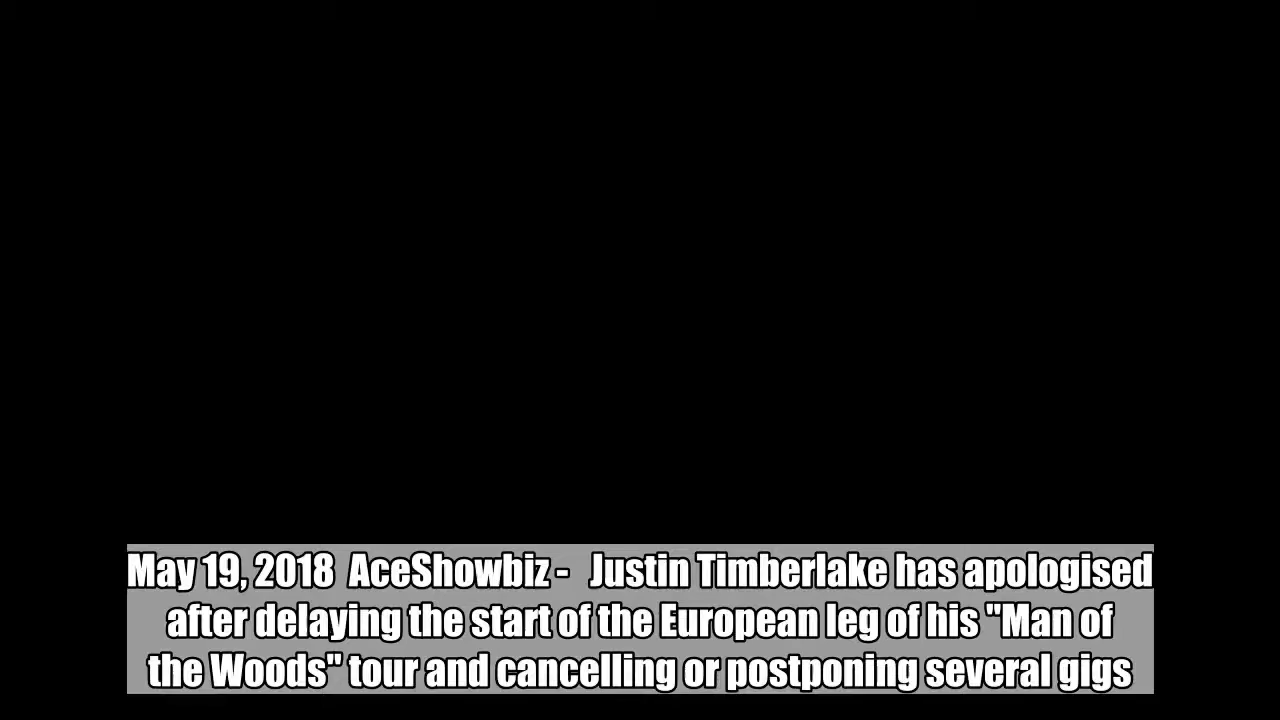 May 19, 2018  AceShowbiz -   Justin Timberlake has apologised
after delaying the start of the European leg of his "Man of
the Woods" tour and cancelling or postponing several gigs